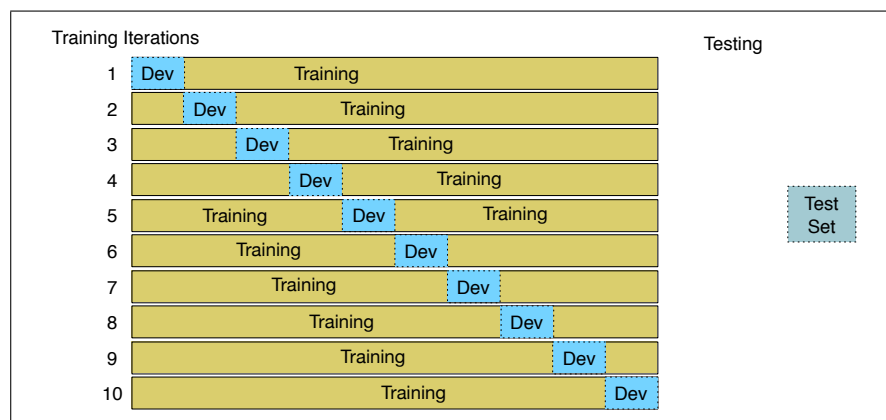 Training Iterations
Testing
1 Dev Training
2 Dev Training
3 Dev Training
4 Dev Training
5 Training Dev Training
6 Training Dev
7 Training Dev
8 Training Dev
9 Training Dev
10 Training Dev
Test
Set